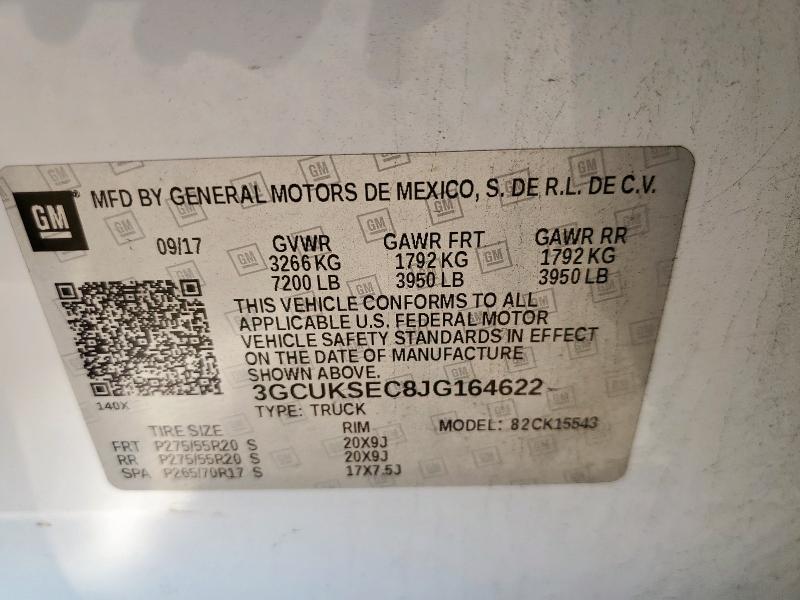 GM
MFD BY GENERAL MOTORS DE MEXICO, S. DE R.L. DE C.V.
09/17 GVWR GAWR FRT GAWR RR
3266 KG 1792 KG 1792 KG
7200 LB 3950 LB 3950 LB
THIS VEHICLE CONFORMS TO ALL
APPLICABLE U.S. FEDERAL MOTOR
VEHICLE SAFETY STANDARDS IN EFFECT
ON THE DATE OF MANUFACTURE
SHOWN ABOVE.
3GCUKSEC8JG164622
140X
TYPE: TRUCK
TIRE SIZE RIM MODEL: 82CK15543
FRT P275/55R20 S 20X9J
RR P275/55R20 S 20X9J
SPA P265/70R17 S 17X7.5J